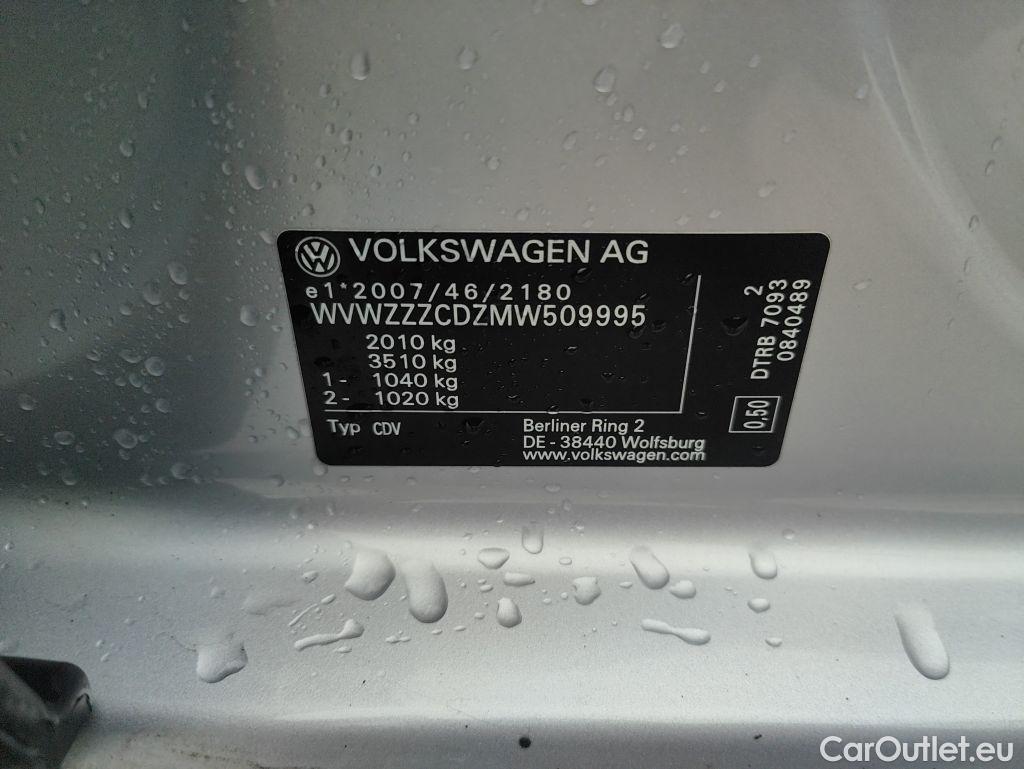 VOLKSWAGEN AG
e1*2007/46/2180
WVWZZZCDZMW509995
2010 kg
3510 kg
1- 1040 kg
2- 1020 kg
Typ CDV
Berliner Ring 2
DE - 38440 Wolfsburg
www.volkswagen.com
2
DTRB 7093
0840489
0,50
CarOutlet.eu